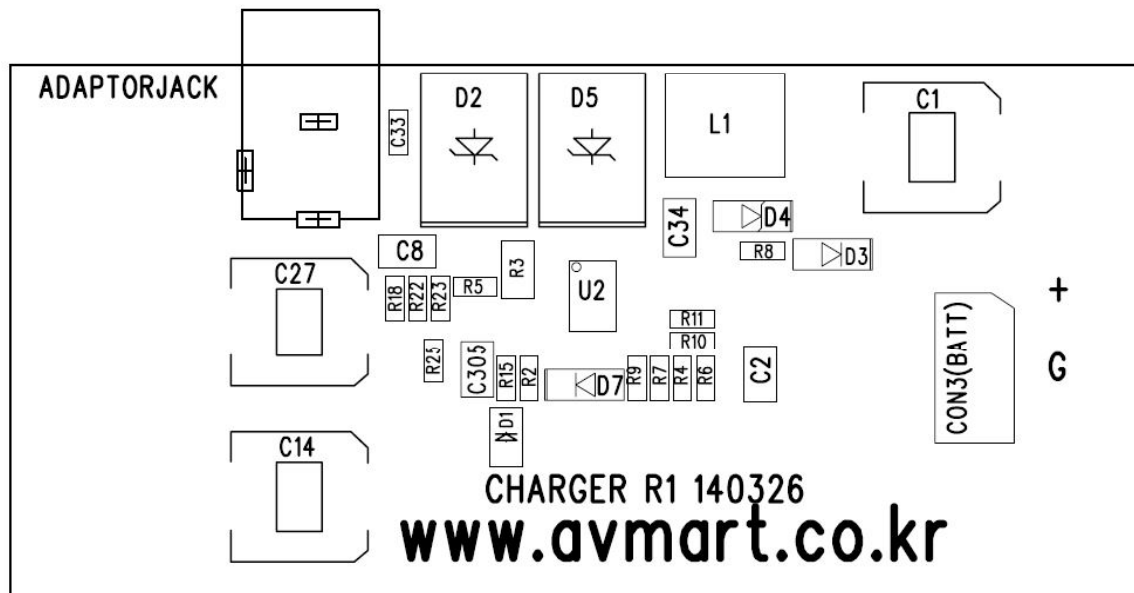 ADAPTORJACK
C33
D2
D5
L1
C1
C34
D4
C8
R3
R8
D3
C27
R18
R22
R23
R5
U2
+
R11
R10
R25
C305
R15
R2
D7
R9
R7
R4
R6
C2
CON3(BATT)
G
D1
C14
CHARGER R1 140326
www.avmart.co.kr